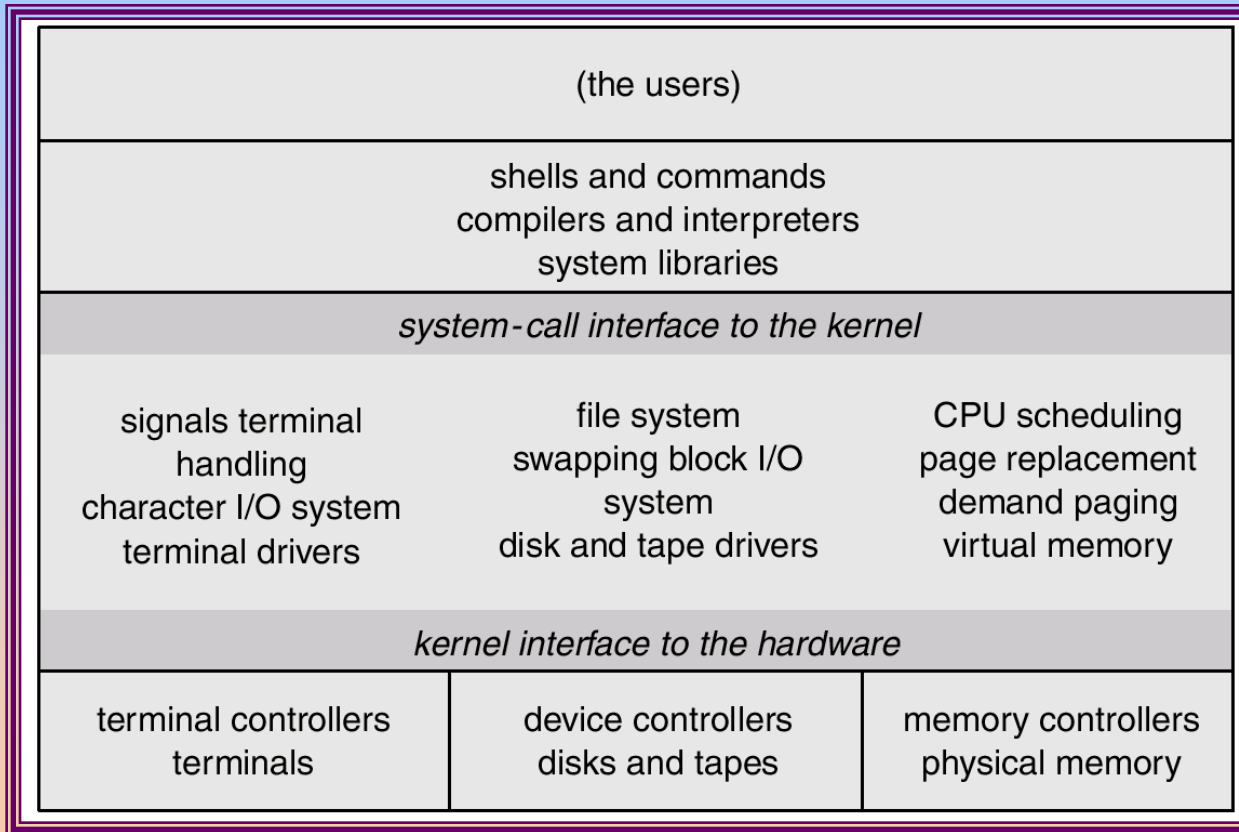 (the users)
shells and commands
compilers and interpreters
system libraries
system-call interface to the kernel
signals terminal
handling
character I/O system
terminal drivers
file system
swapping block I/O
system
disk and tape drivers
CPU scheduling
page replacement
demand paging
virtual memory
kernel interface to the hardware
terminal controllers
terminals
device controllers
disks and tapes
memory controllers
physical memory